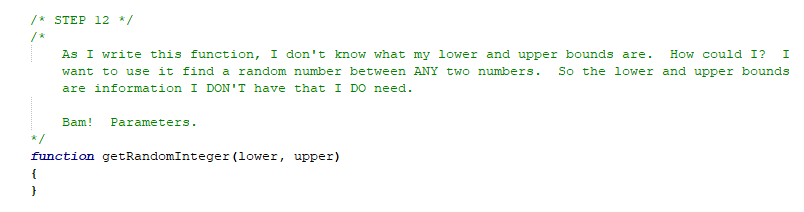 /* STEP 12 */
/*
As I write this function, I don't know what my lower and upper bounds are.  How could I?  I
want to use it find a random number between ANY two numbers.  So the lower and upper bounds
are information I DON'T have that I DO need.
Bam!  Parameters.
*/
function getRandomInteger(lower, upper)
{
}